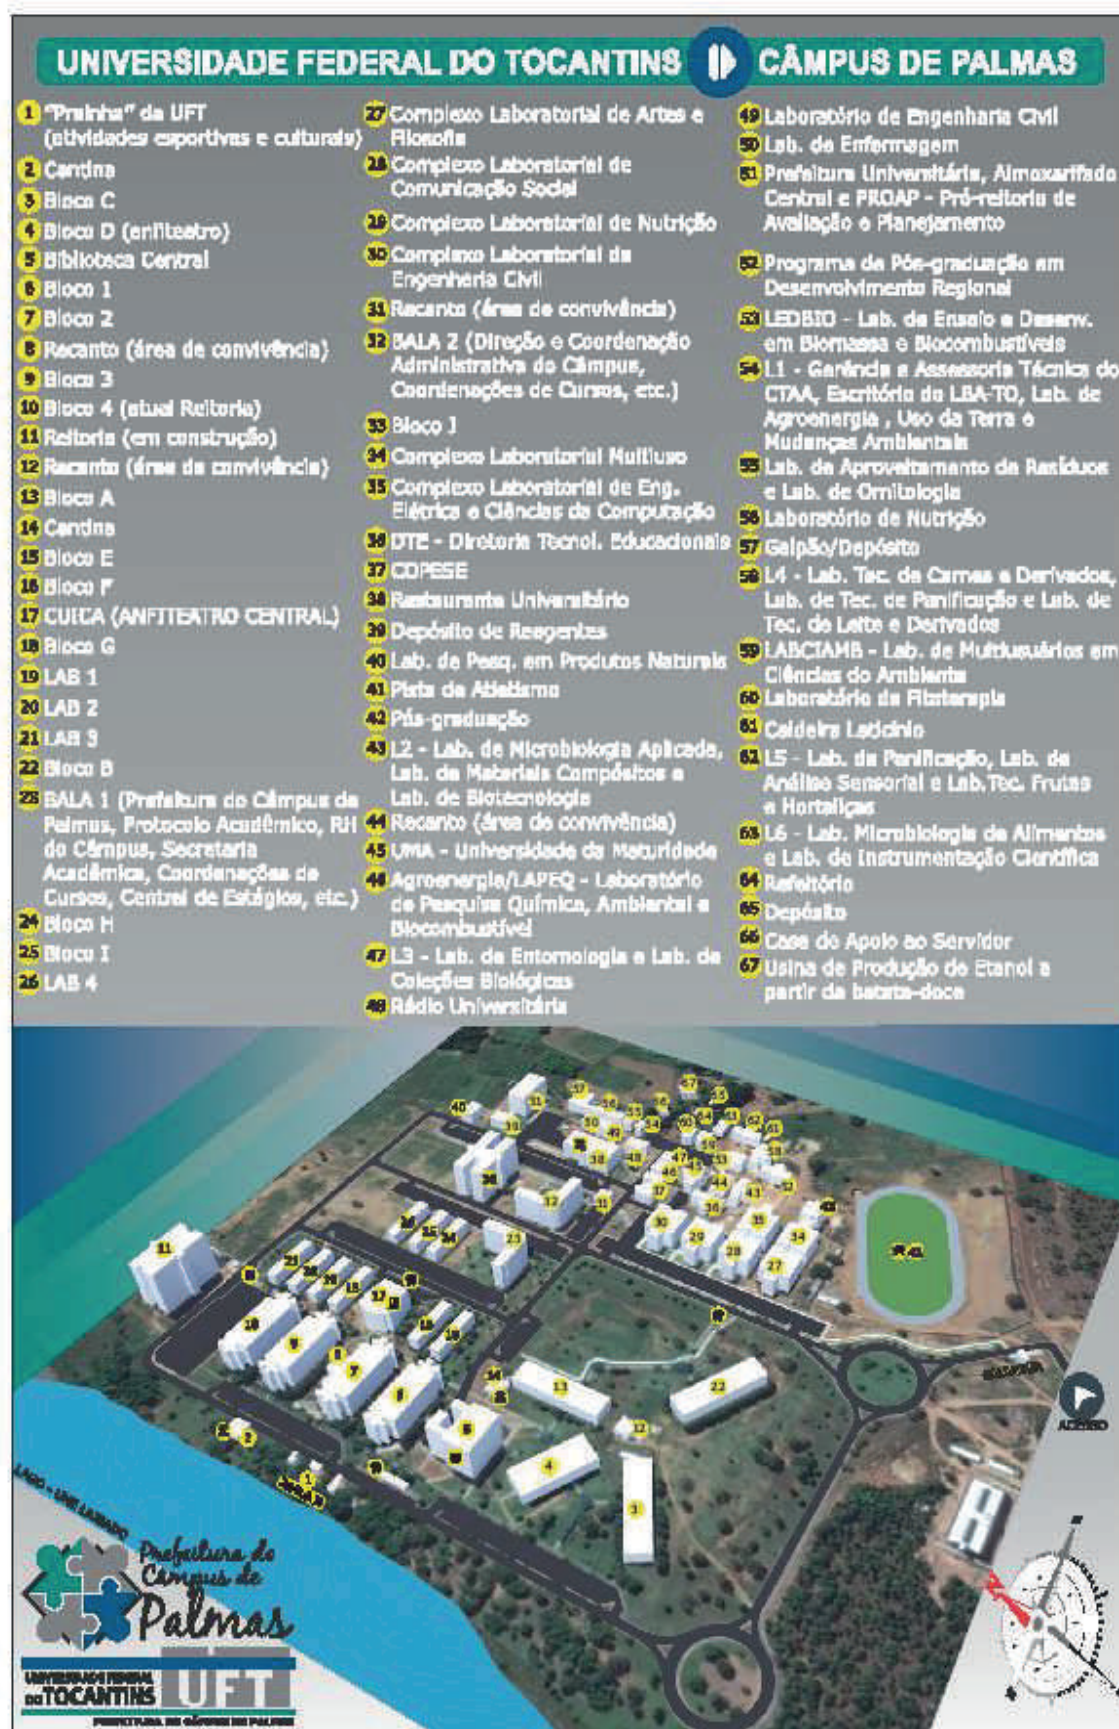 UNIVERSIDADE FEDERAL DO TOCANTINS CÂMPUS DE PALMAS
1 "Prainha" da UFT
(atividades esportivas e culturais)
2 Cantina
3 Bloco C
4 Bloco D (anfiteatro)
5 Biblioteca Central
6 Bloco 1
7 Bloco 2
8 Recanto (área de convivência)
9 Bloco 3
10 Bloco 4 (atual Reitoria)
11 Reitoria (em construção)
12 Recanto (área de convivência)
13 Bloco A
14 Cantina
15 Bloco E
16 Bloco F
17 CUICA (ANFITEATRO CENTRAL)
18 Bloco G
19 LAB 1
20 LAB 2
21 LAB 3
22 Bloco B
23 BALA 1 (Prefeitura do Câmpus de
Palmas, Protocolo Acadêmico, RH
do Câmpus, Secretaria
Acadêmica, Coordenações de
Cursos, Central de Estágios, etc.)
24 Bloco H
25 Bloco I
26 LAB 4
27 Complexo Laboratorial de Artes e
Filosofia
28 Complexo Laboratorial de
Comunicação Social
29 Complexo Laboratorial de Nutrição
30 Complexo Laboratorial de
Engenharia Civil
31 Recanto (área de convivência)
32 BALA 2 (Direção e Coordenação
Administrativa do Câmpus,
Coordenações de Cursos, etc.)
33 Bloco J
34 Complexo Laboratorial Multiuso
35 Complexo Laboratorial de Eng.
Elétrica e Ciências da Computação
36 DTE - Diretoria Tecnol. Educacionais
37 COPESE
38 Restaurante Universitário
39 Depósito de Reagentes
40 Lab. de Pesq. em Produtos Naturais
41 Pista de Atletismo
42 Pós-graduação
43 L2 - Lab. de Microbiologia Aplicada,
Lab. de Materiais Compósitos e
Lab. de Biotecnologia
44 Recanto (área de convivência)
45 UMA - Universidade da Maturidade
46 Agroenergia/LAPEQ - Laboratório
de Pesquisa Química, Ambiental e
Biocombustível
47 L3 - Lab. de Entomologia e Lab. de
Coleções Biológicas
48 Rádio Universitária
49 Laboratório de Engenharia Civil
50 Lab. de Enfermagem
51 Prefeitura Universitária, Almoxarifado
Central e PROAP - Pró-reitoria de
Avaliação e Planejamento
52 Programa de Pós-graduação em
Desenvolvimento Regional
53 LEDBIO - Lab. de Ensaio e Desenv.
em Biomassa e Biocombustíveis
54 L1 - Gerência e Assessoria Técnica do
CTAA, Escritório do LBA-TO, Lab. de
Agroenergia , Uso da Terra e
Mudanças Ambientais
55 Lab. de Aproveitamento de Resíduos
e Lab. de Ornitologia
56 Laboratório de Nutrição
57 Galpão/Depósito
58 L4 - Lab. Tec. de Carnes e Derivados,
Lab. de Tec. de Panificação e Lab. de
Tec. de Leite e Derivados
59 LABCIAMB - Lab. de Multiusuários em
Ciências do Ambiente
60 Laboratório de Fitoterapia
61 Caldeira Laticínio
62 L5 - Lab. de Panificação, Lab. de
Análise Sensorial e Lab.Tec. Frutas
e Hortaliças
63 L6 - Lab. Microbiologia de Alimentos
e Lab. de Instrumentação Científica
64 Refeitório
65 Depósito
66 Casa de Apoio ao Servidor
67 Usina de Produção de Etanol a
partir da batata-doce
ACESSO
LAGO - UHE LAJEADO
Prefeitura do
Câmpus de
Palmas
UNIVERSIDADE FEDERAL
DO TOCANTINS
UFT
PREFEITURA DO CÂMPUS DE PALMAS